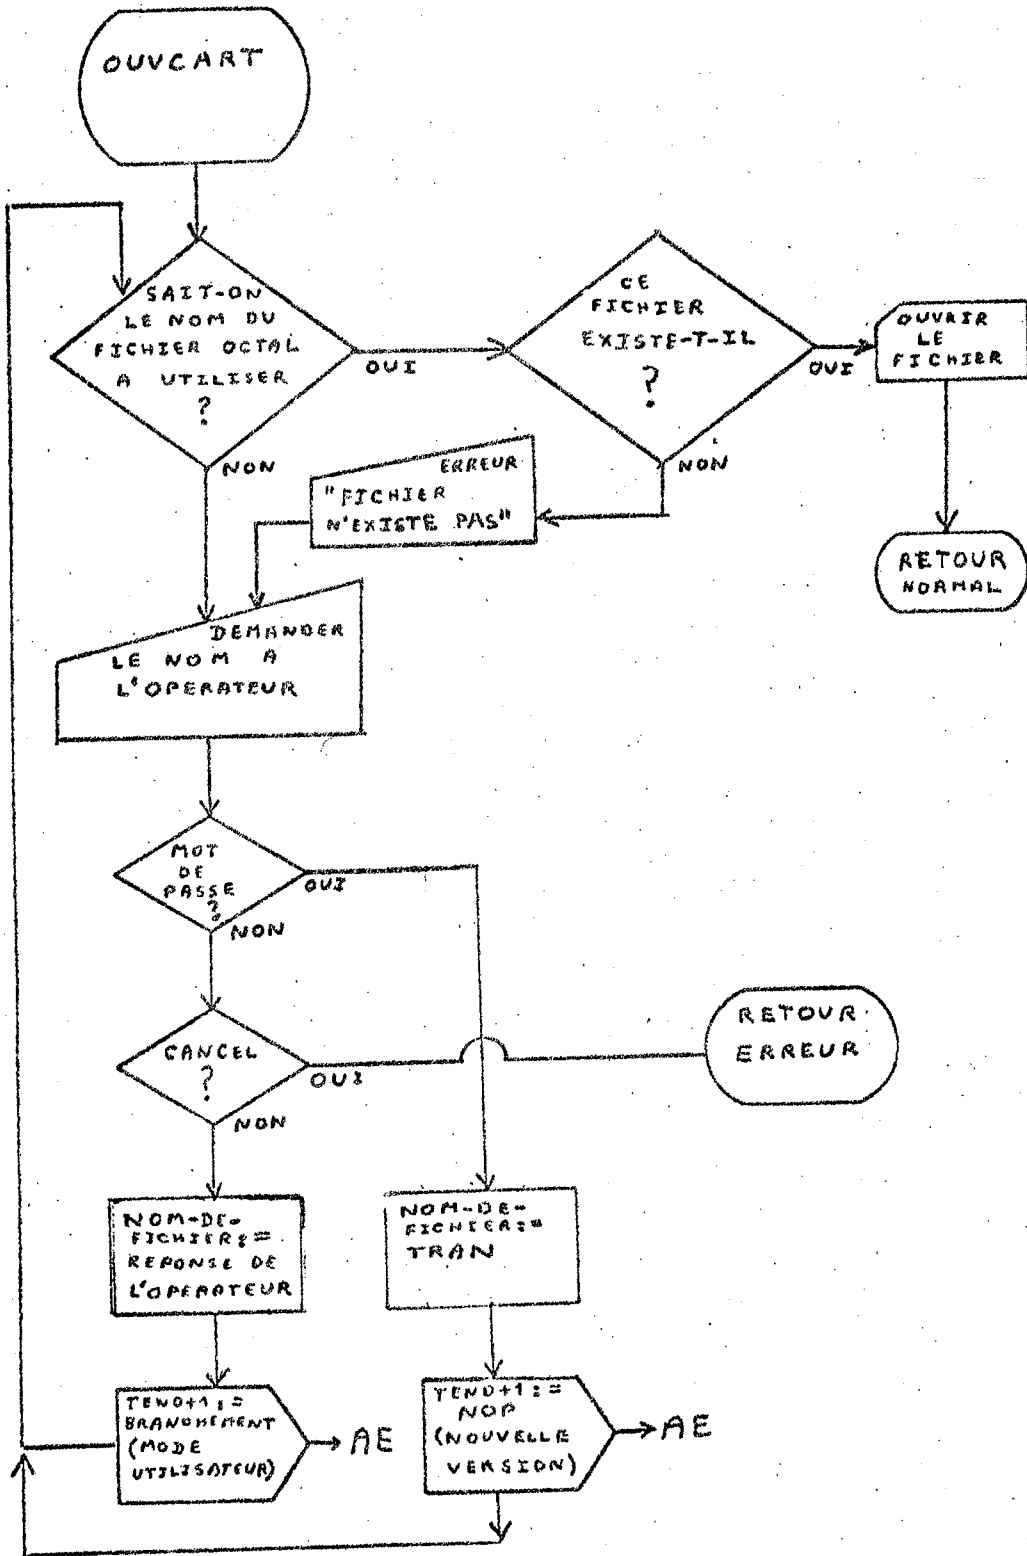 OUVCART
SAIT-ON
LE NOM DU
FICHIER OCTAL
A UTILISER
?
OUI
NON
CE
FICHIER
EXISTE-T-IL
?
OUI
NON
OUVRIR
LE
FICHIER
RETOUR
NORMAL
ERREUR
"FICHIER
N'EXISTE PAS"
DEMANDER
LE NOM A
L'OPERATEUR
MOT
DE
PASSE
?
OUI
NON
CANCEL
?
OUI
NON
RETOUR
ERREUR
NOM-DE-
FICHIER:=
REPONSE DE
L'OPERATEUR
NOM-DE-
FICHIER:=
TRAN
TEND+1:=
BRANCHEMENT
(MODE
UTILISATEUR)
AE
TEND+1:=
NOP
(NOUVELLE
VERSION)
AE